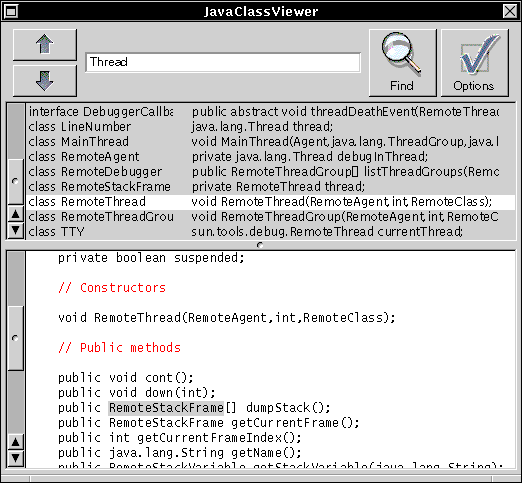 JavaClassViewer
Thread
Find
Options
interface DebuggerCallba public abstract void threadDeathEvent(RemoteThread
class LineNumber java.lang.Thread thread;
class MainThread void MainThread(Agent,java.lang.ThreadGroup,java.l
class RemoteAgent private java.lang.Thread debugInThread;
class RemoteDebugger public RemoteThreadGroup[] listThreadGroups(Remo
class RemoteStackFrame private RemoteThread thread;
class RemoteThread void RemoteThread(RemoteAgent,int,RemoteClass);
class RemoteThreadGrou void RemoteThreadGroup(RemoteAgent,int,RemoteC
class TTY sun.tools.debug.RemoteThread currentThread;
private boolean suspended;
// Constructors
void RemoteThread(RemoteAgent,int,RemoteClass);
// Public methods
public void cont();
public void down(int);
public RemoteStackFrame[] dumpStack();
public RemoteStackFrame getCurrentFrame();
public int getCurrentFrameIndex();
public java.lang.String getName();
public RemoteStackVariable getStackVariable(java.lang.String);